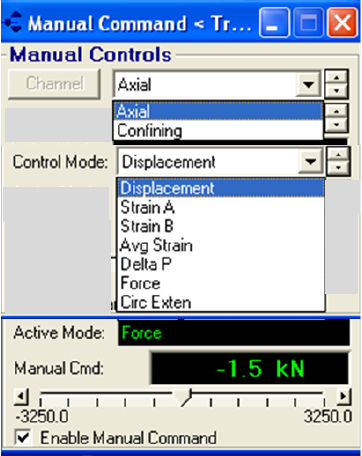 Manual Command < Tr...
Manual Controls
Channel
Axial
Axial
Confining
Control Mode: Displacement
Displacement
Strain A
Strain B
Avg Strain
Delta P
Force
Circ Exten
Active Mode: Force
Manual Cmd: -1.5 kN
-3250.0 3250.0
Enable Manual Command